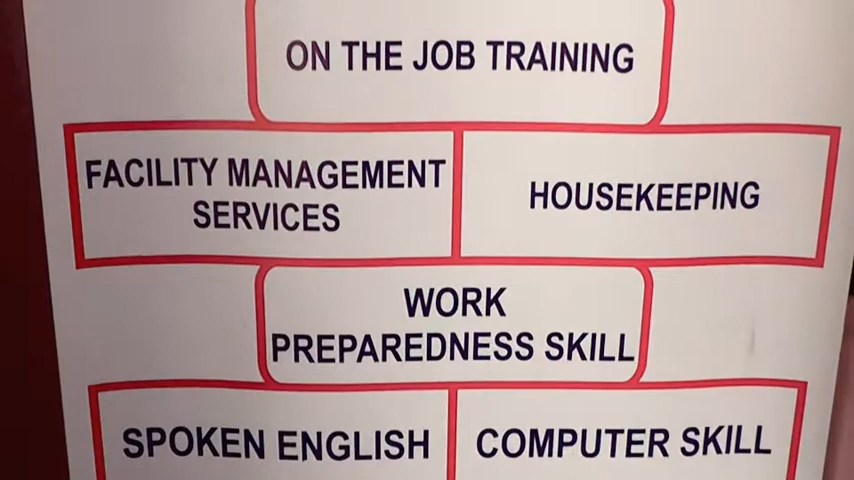 ON THE JOB TRAINING
FACILITY MANAGEMENT
SERVICES
HOUSEKEEPING
WORK
PREPAREDNESS SKILL
SPOKEN ENGLISH
COMPUTER SKILL